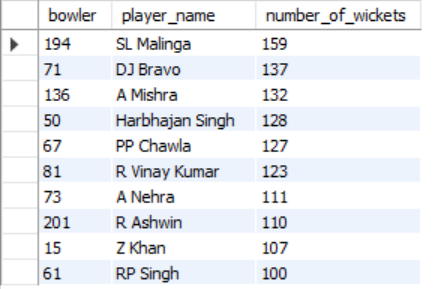 bowler player_name number_of_wickets
194 SL Malinga 159
71 DJ Bravo 137
136 A Mishra 132
50 Harbhajan Singh 128
67 PP Chawla 127
81 R Vinay Kumar 123
73 A Nehra 111
201 R Ashwin 110
15 Z Khan 107
61 RP Singh 100